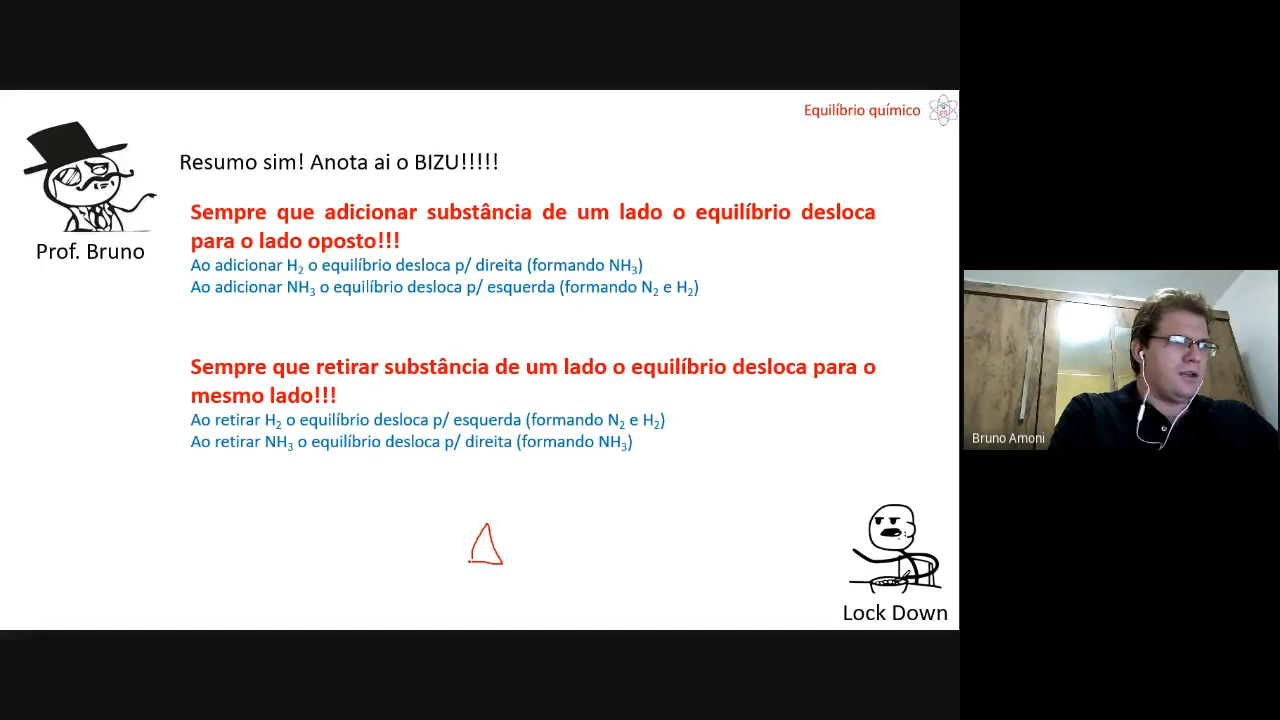 Equilíbrio químico
Resumo sim! Anota ai o BIZU!!!!!
Sempre que adicionar substância de um lado o equilíbrio desloca
para o lado oposto!!!
Prof. Bruno
Ao adicionar H₂ o equilíbrio desloca p/ direita (formando NH₃)
Ao adicionar NH₃ o equilíbrio desloca p/ esquerda (formando N₂ e H₂)
Sempre que retirar substância de um lado o equilíbrio desloca para o
mesmo lado!!!
Ao retirar H₂ o equilíbrio desloca p/ esquerda (formando N₂ e H₂)
Ao retirar NH₃ o equilíbrio desloca p/ direita (formando NH₃)
Bruno Amoni
Lock Down